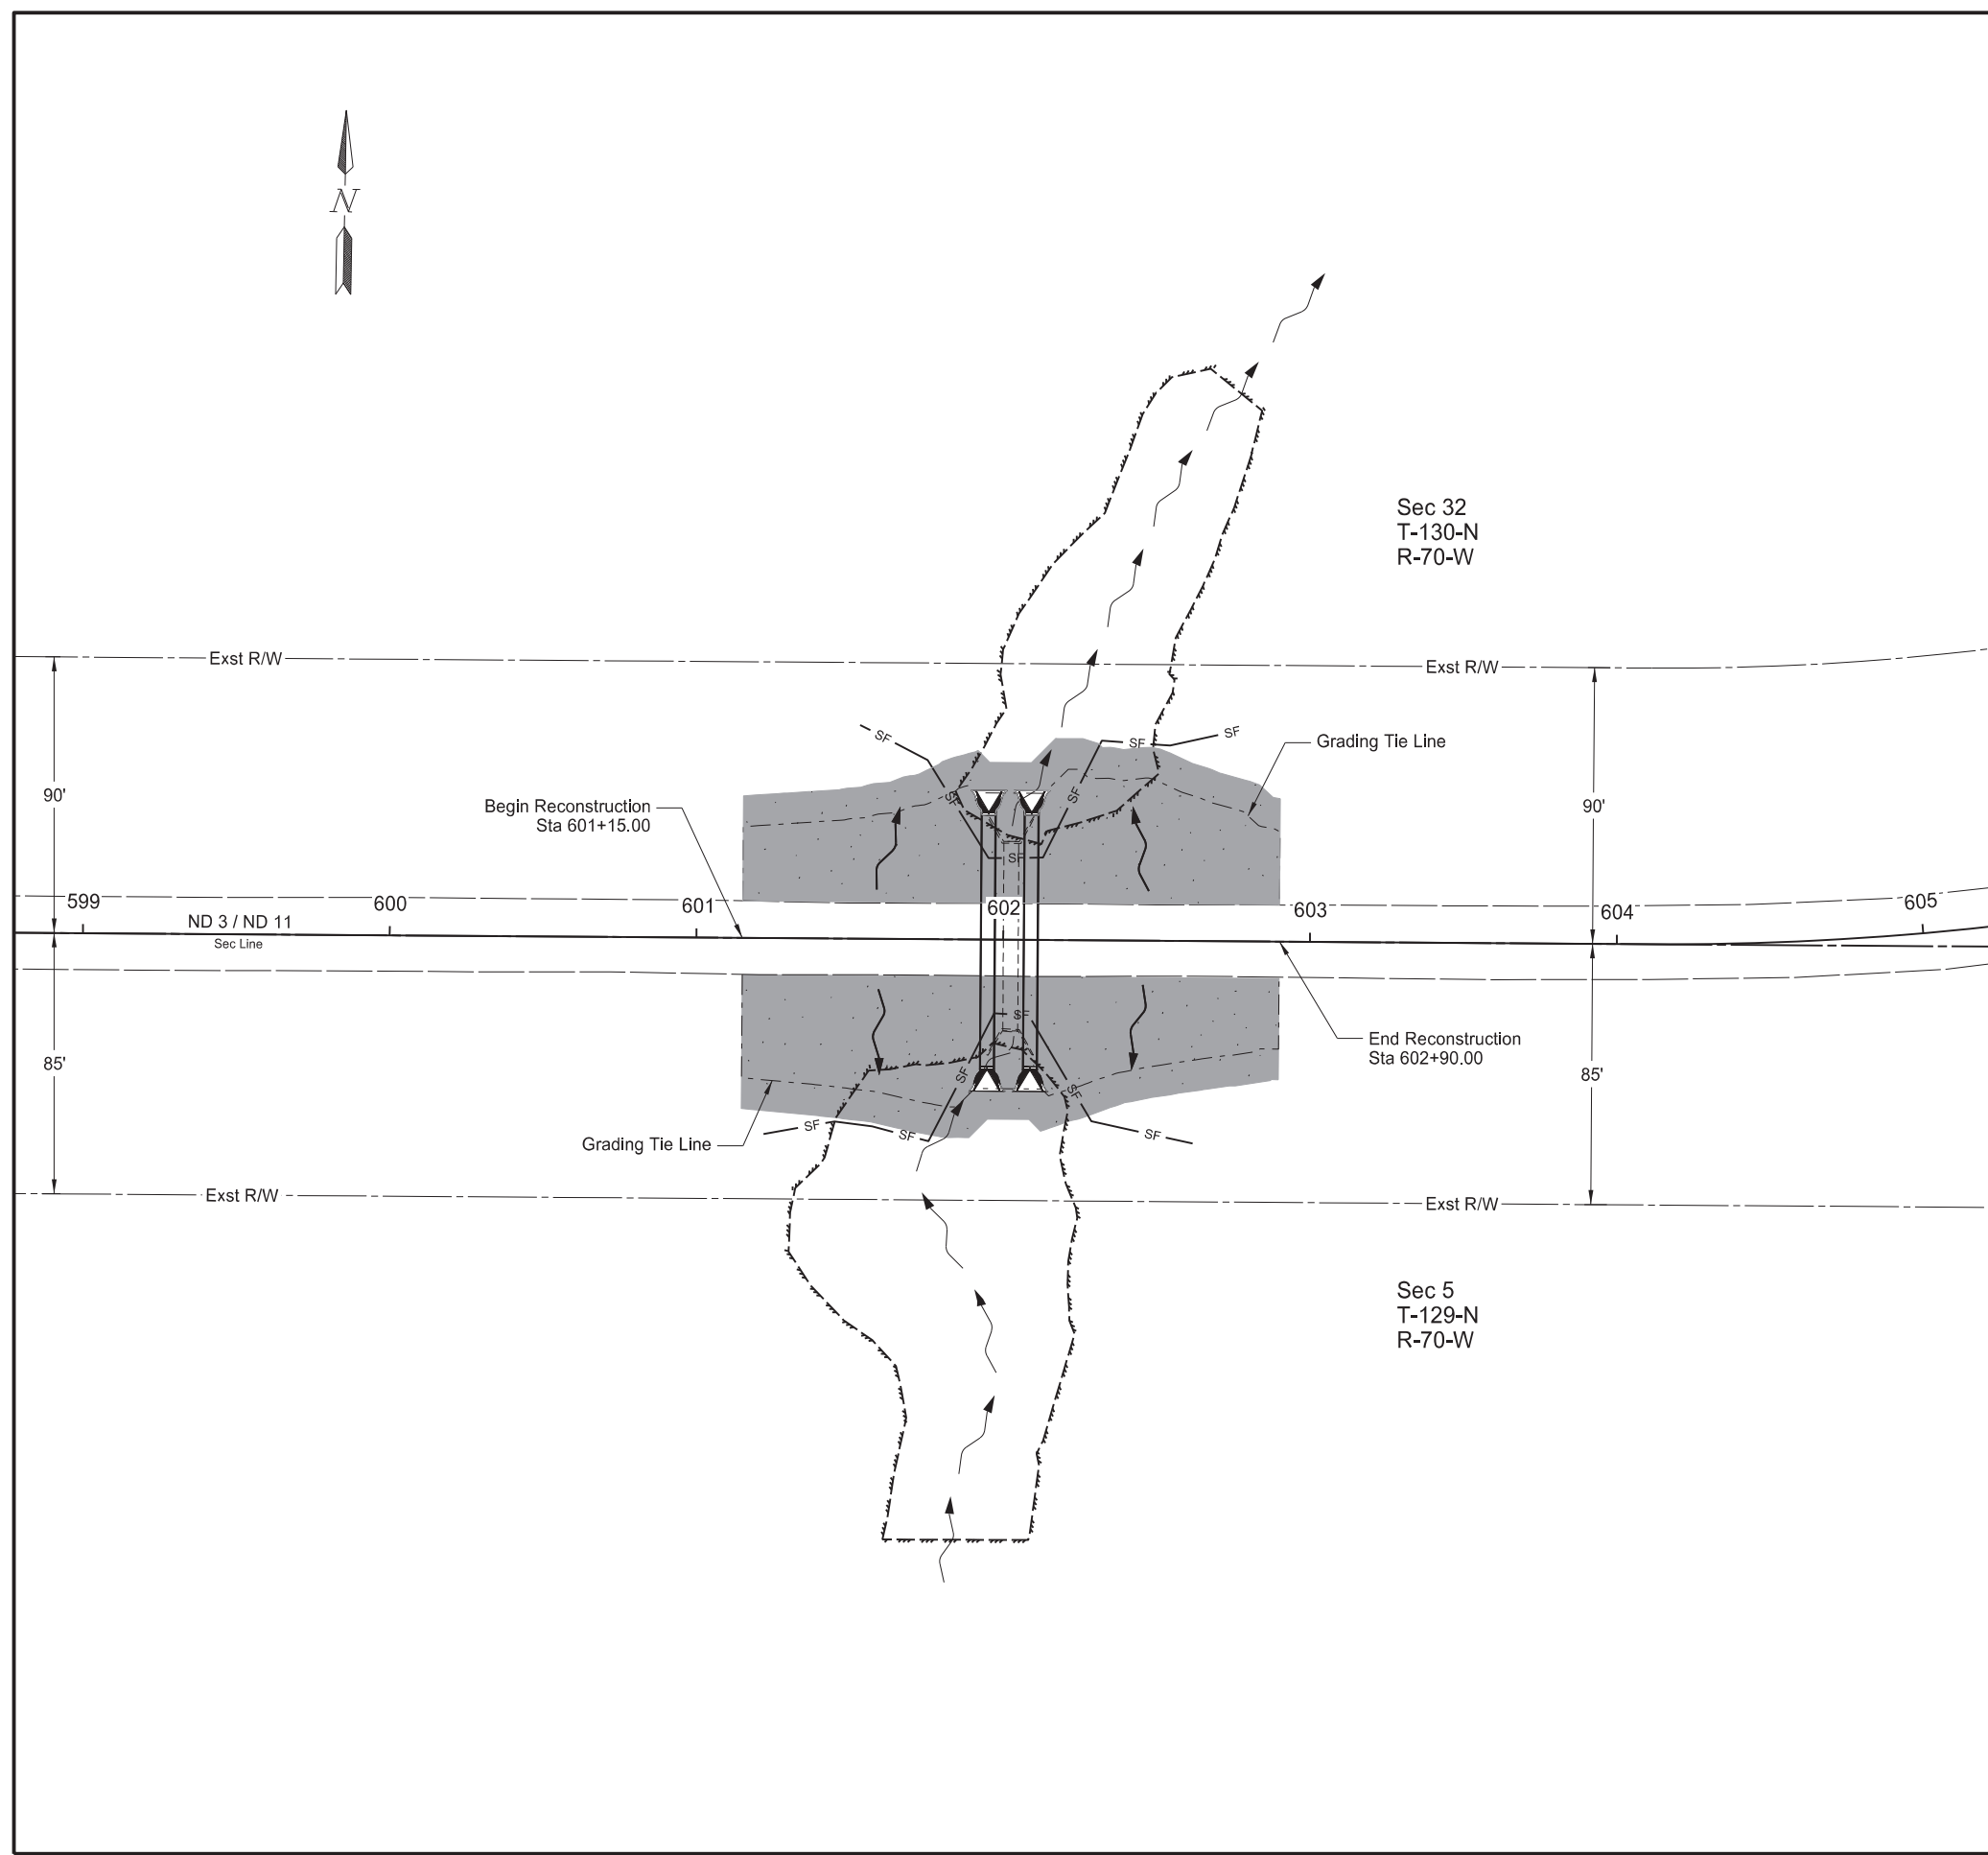 N
Sec 32
T-130-N
R-70-W
Exst R/W
Exst R/W
SF
SF
SF
Grading Tie Line
SF
SF
Begin Reconstruction
Sta 601+15.00
90'
90'
SF
599
600
601
602
603
604
605
ND 3 / ND 11
Sec Line
SF
End Reconstruction
Sta 602+90.00
85'
85'
SF
SF
SF
SF
SF
Grading Tie Line
Exst R/W
Exst R/W
Sec 5
T-129-N
R-70-W